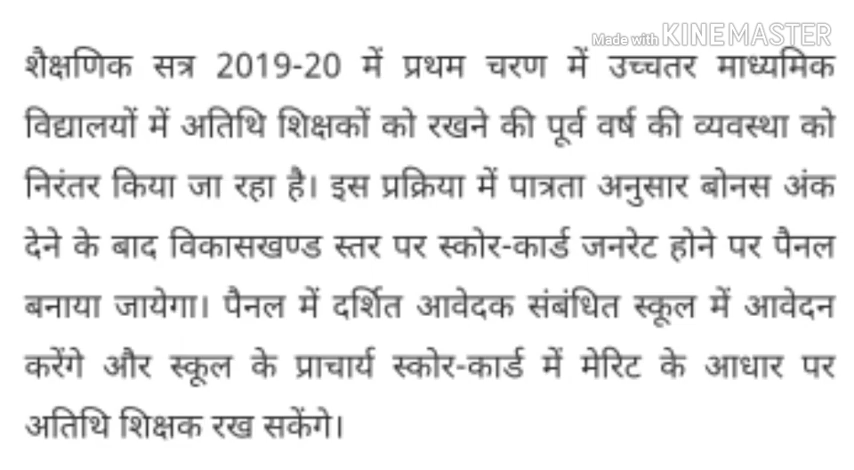 Made with KINEMASTER
शैक्षणिक सत्र 2019-20 में प्रथम चरण में उच्चतर माध्यमिक
विद्यालयों में अतिथि शिक्षकों को रखने की पूर्व वर्ष की व्यवस्था को
निरंतर किया जा रहा है। इस प्रक्रिया में पात्रता अनुसार बोनस अंक
देने के बाद विकासखण्ड स्तर पर स्कोर-कार्ड जनरेट होने पर पैनल
बनाया जायेगा। पैनल में दर्शित आवेदक संबंधित स्कूल में आवेदन
करेंगे और स्कूल के प्राचार्य स्कोर-कार्ड में मेरिट के आधार पर
अतिथि शिक्षक रख सकेंगे।